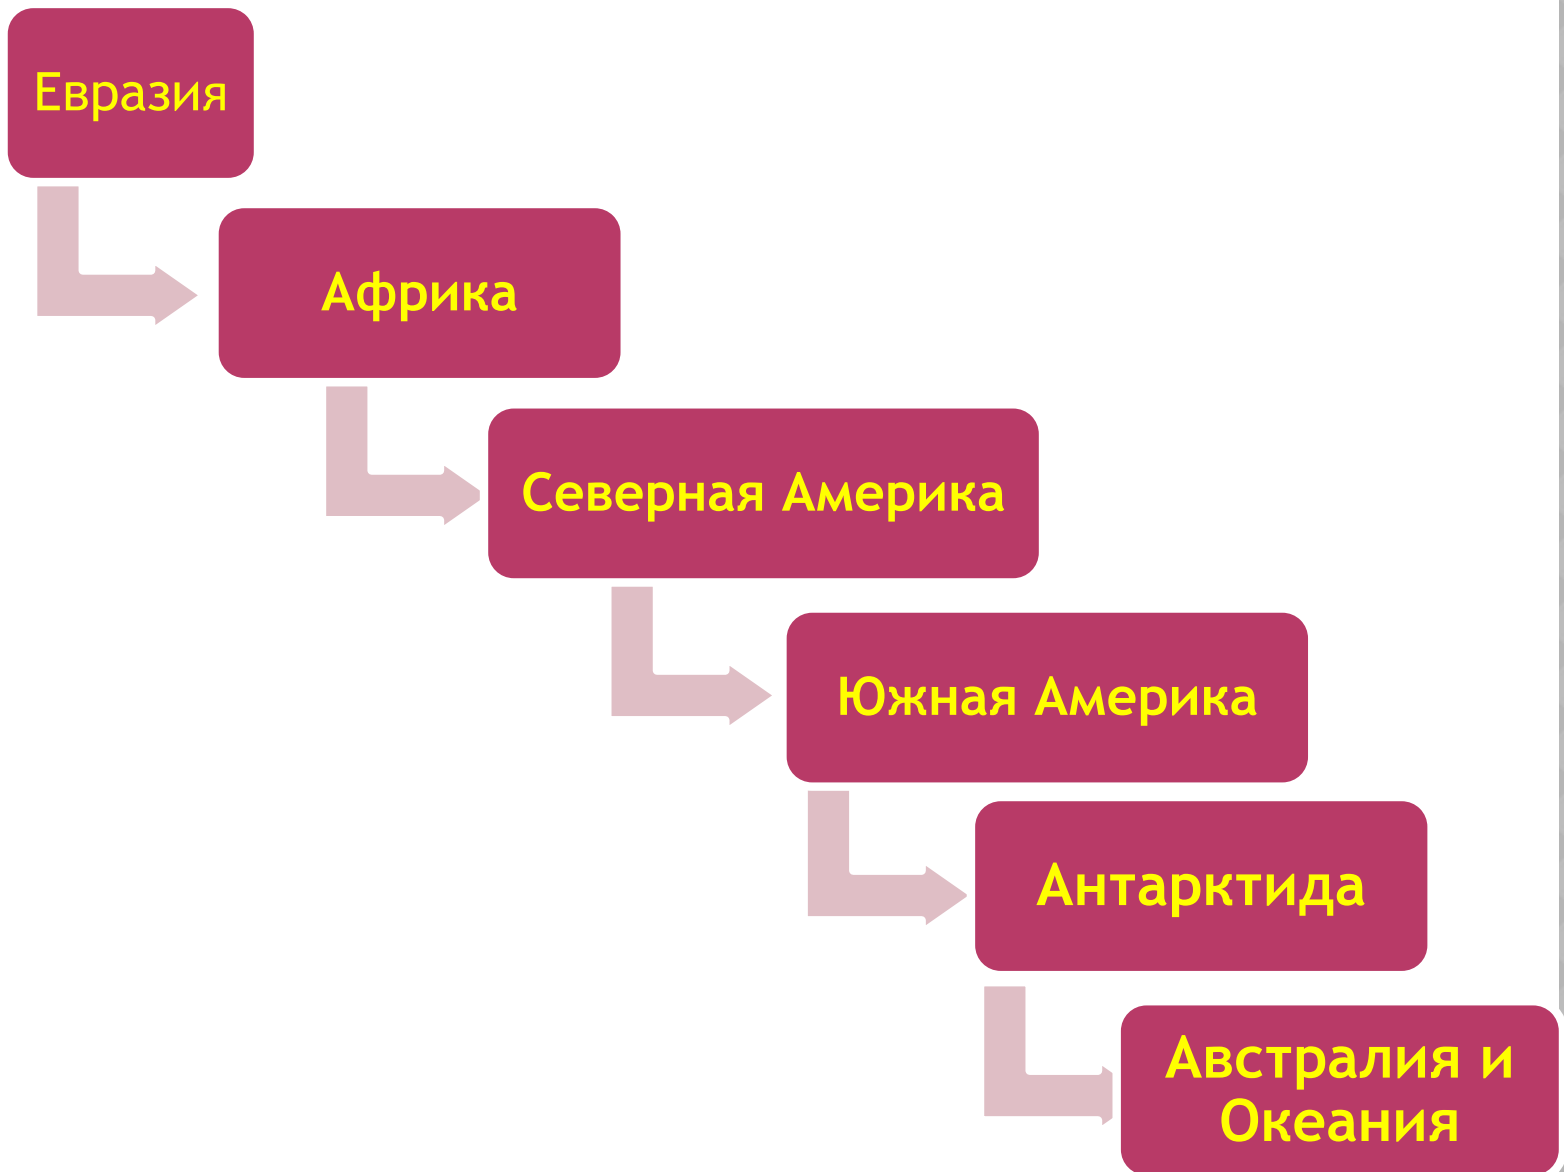 Евразия
Африка
Северная Америка
Южная Америка
Антарктида
Австралия и
Океания